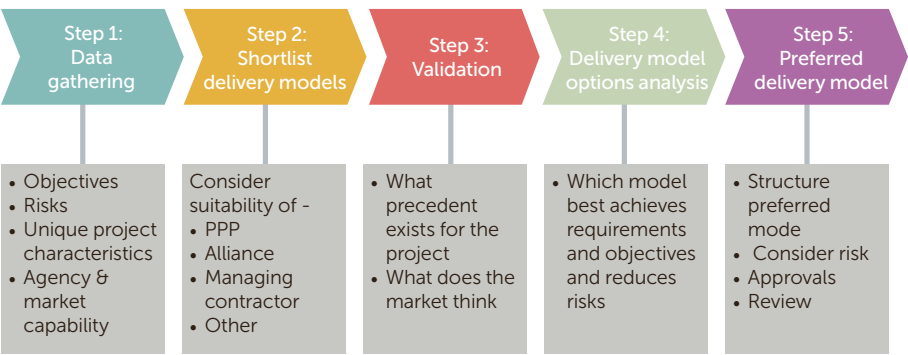 Step 1:
Data
gathering
Step 2:
Shortlist
delivery models
Step 3:
Validation
Step 4:
Delivery model
options analysis
Step 5:
Preferred
delivery model
• Objectives
• Risks
• Unique project
characteristics
• Agency &
market
capability
Consider
suitability of -
• PPP
• Alliance
• Managing
contractor
• Other
• What
precedent
exists for the
project
• What does the
market think
• Which model
best achieves
requirements
and objectives
and reduces
risks
• Structure
preferred
mode
• Consider risk
• Approvals
• Review